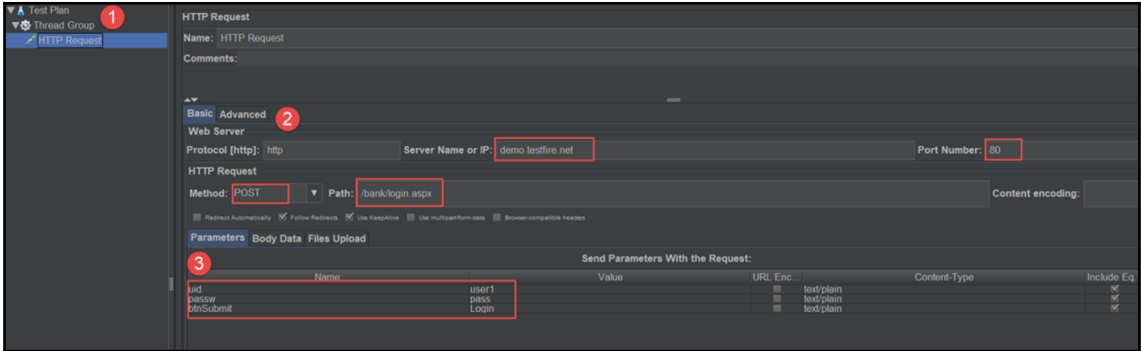 Test Plan
1
Thread Group
HTTP Request
HTTP Request
Name: HTTP Request
Comments:
Basic Advanced
2
Web Server
Protocol [http]: http Server Name or IP: demo.testfire.net Port Number: 80
HTTP Request
Method: POST Path: /bank/login.aspx Content encoding:
Redirect Automatically Follow Redirects Use KeepAlive Use multipart/form-data Browser-compatible headers
Parameters Body Data Files Upload
3
Send Parameters With the Request:
Name: Value URL Enc... Content-Type Include Eq
uid user1 text/plain
passw pass text/plain
btnSubmit Login text/plain